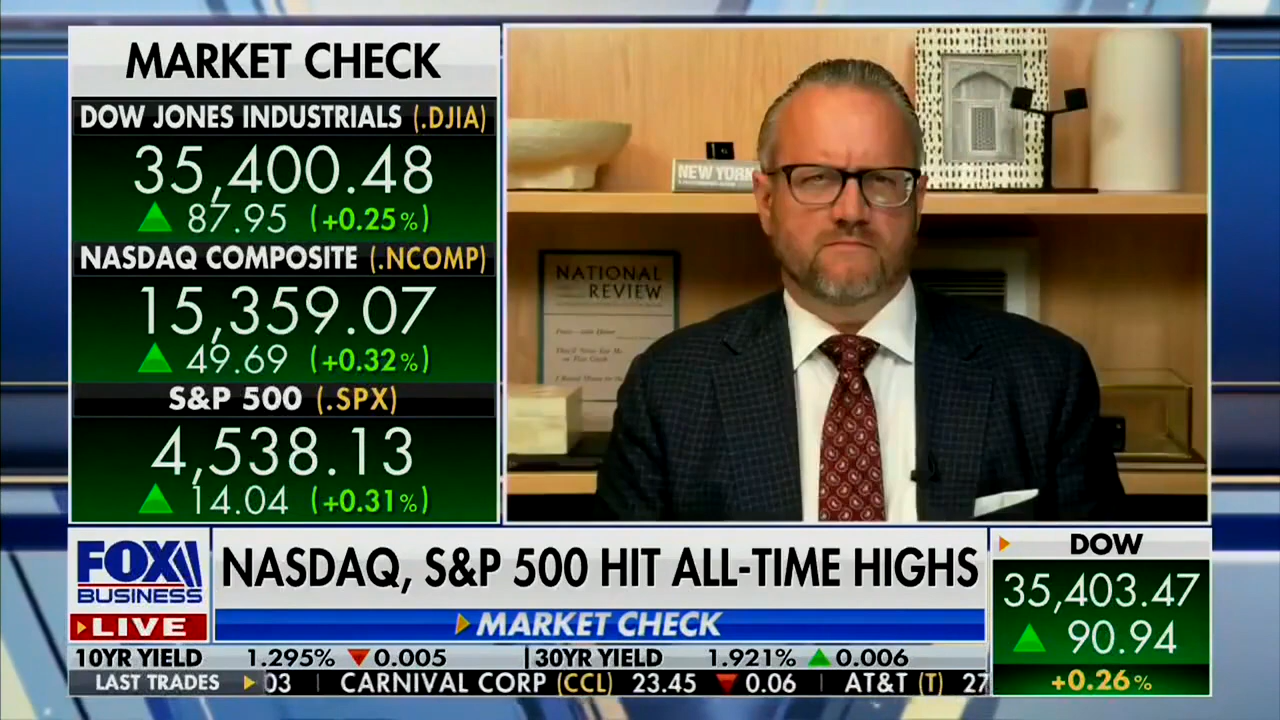 MARKET CHECK
DOW JONES INDUSTRIALS (.DJIA)
35,400.48
87.95 (+0.25%)
NASDAQ COMPOSITE (.NCOMP)
15,359.07
49.69 (+0.32%)
S&P 500 (.SPX)
4,538.13
14.04 (+0.31%)
NEW YORK
NATIONAL
REVIEW
FOX
BUSINESS
LIVE
NASDAQ, S&P 500 HIT ALL-TIME HIGHS
MARKET CHECK
DOW
35,403.47
90.94
+0.26%
10YR YIELD 1.295% 0.005 30YR YIELD 1.921% 0.006
LAST TRADES 03 CARNIVAL CORP (CCL) 23.45 0.06 AT&T (T) 27